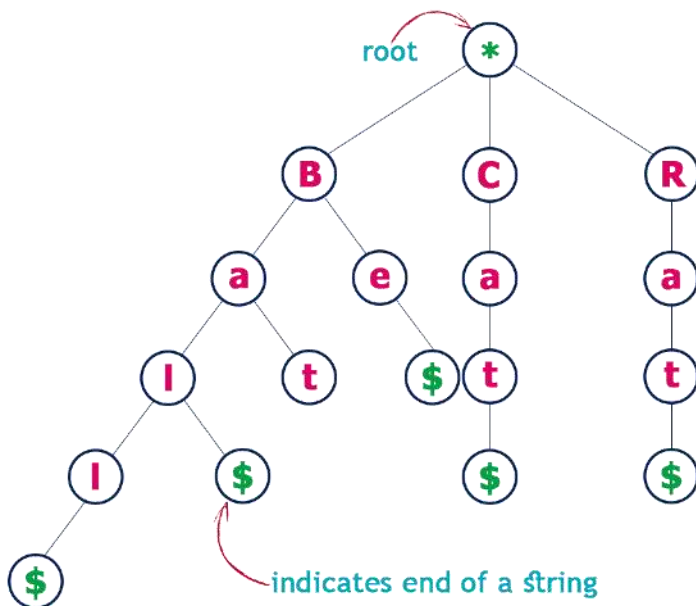 *
root
B C R
a e a a
l t $ t t
l $ $ $
$
indicates end of a string